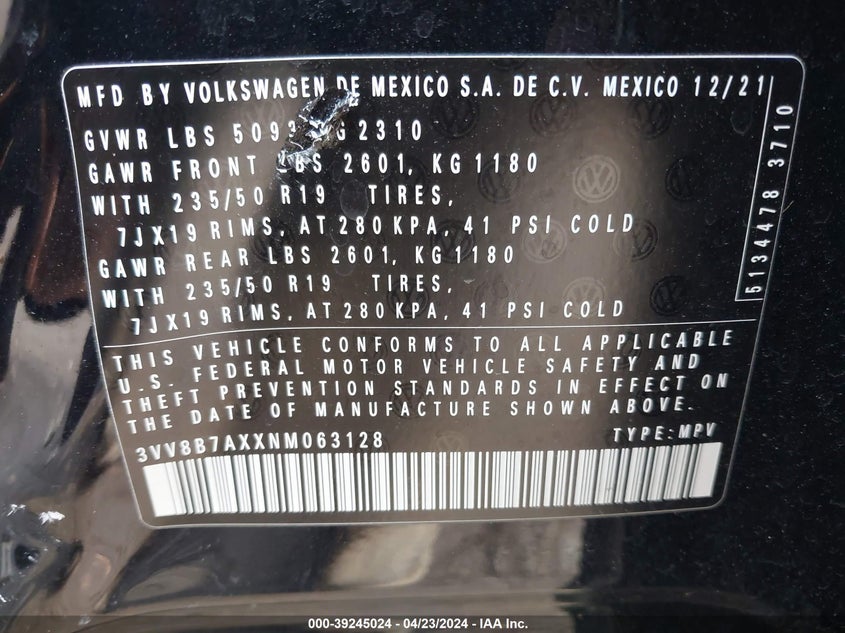 MFD BY VOLKSWAGEN DE MEXICO S.A. DE C.V. MEXICO 12/21
GVWR LBS 2310
GAWR FRONT LBS 2601, KG 1180
WITH 235/50 R19 TIRES,
7JX19 RIMS, AT 280 KPA, 41 PSI COLD
GAWR REAR LBS 2601, KG 1180
WITH 235/50 R19 TIRES,
7JX19 RIMS, AT 280 KPA, 41 PSI COLD
5134478 3710
THIS VEHICLE CONFORMS TO ALL APPLICABLE
U.S. FEDERAL MOTOR VEHICLE SAFETY AND
THEFT PREVENTION STANDARDS IN EFFECT ON
THE DATE OF MANUFACTURE SHOWN ABOVE.
3VV8B7AXXNM063128 TYPE: MPV
000-39245024 - 04/23/2024 - IAA Inc.